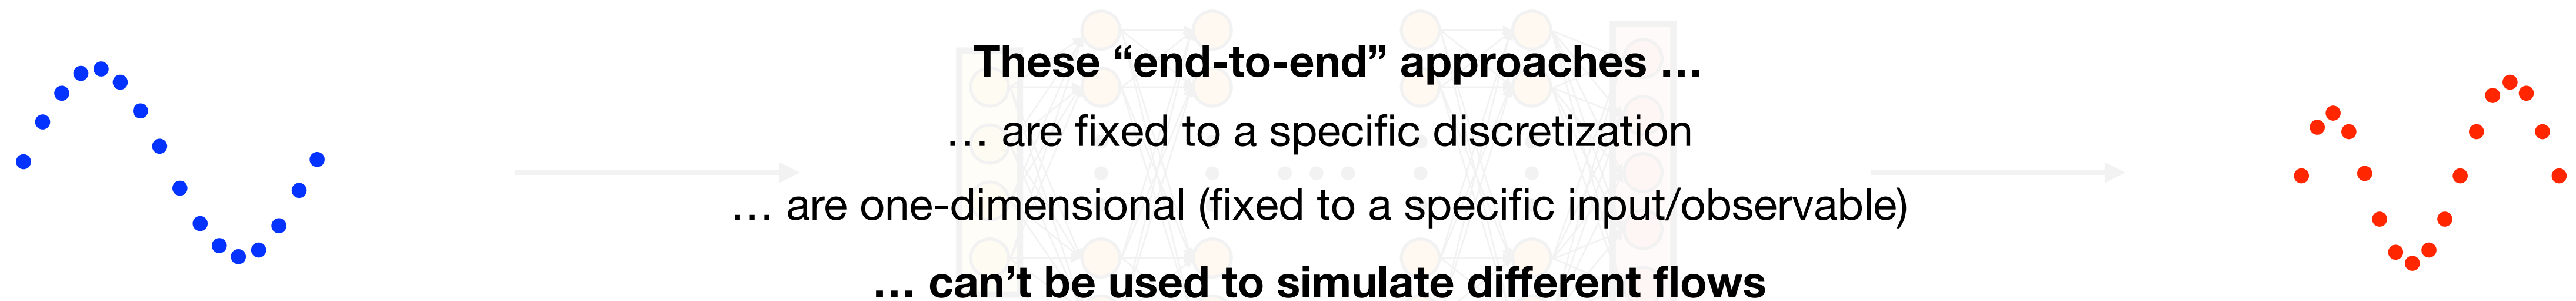 These “end-to-end” approaches …
… are fixed to a specific discretization
… are one-dimensional (fixed to a specific input/observable)
… can’t be used to simulate different flows